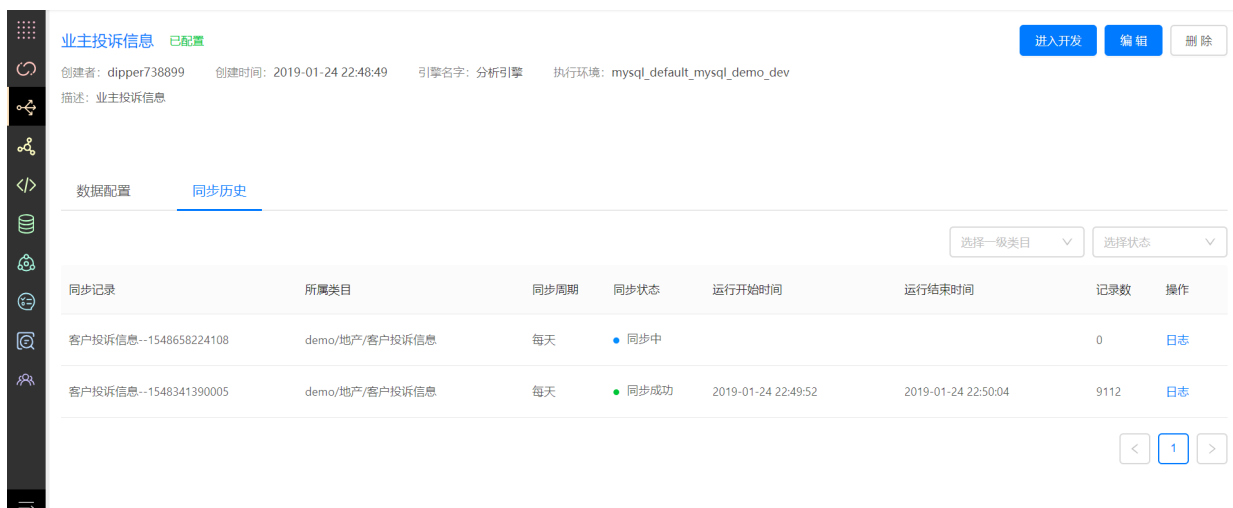 业主投诉信息 已配置 进入开发 编辑 删除
创建者：dipper738899 创建时间：2019-01-24 22:48:49 引擎名字：分析引擎 执行环境：mysql_default_mysql_demo_dev
描述：业主投诉信息
数据配置 同步历史
选择一级类目 选择状态
同步记录 所属类目 同步周期 同步状态 运行开始时间 运行结束时间 记录数 操作
客户投诉信息--1548658224108 demo/地产/客户投诉信息 每天 同步中 0 日志
客户投诉信息--1548341390005 demo/地产/客户投诉信息 每天 同步成功 2019-01-24 22:49:52 2019-01-24 22:50:04 9112 日志
< 1 >